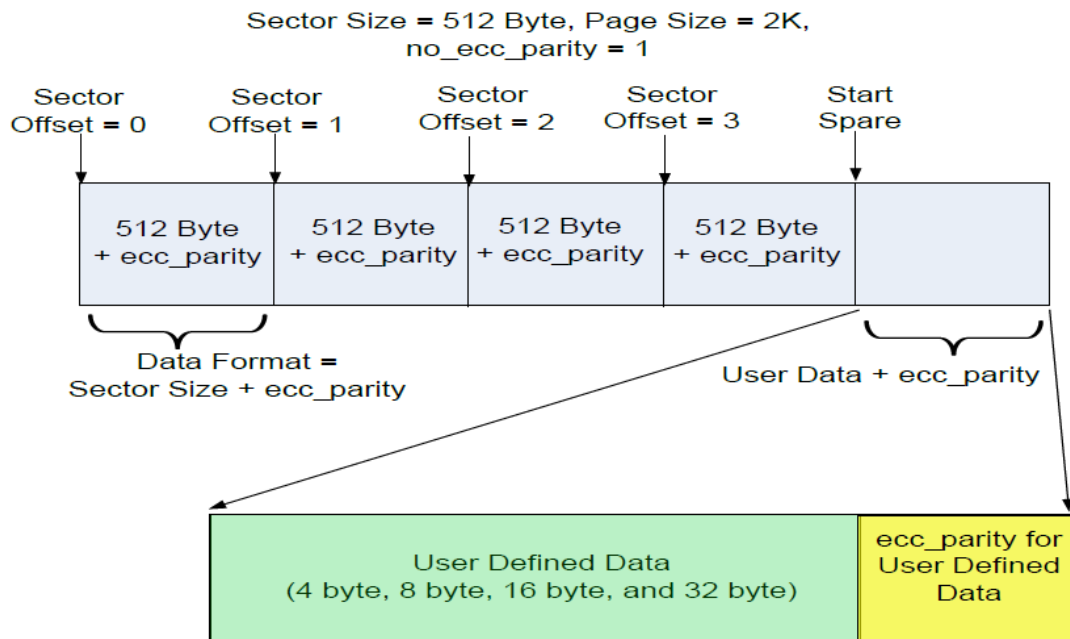 Sector Size = 512 Byte, Page Size = 2K,
no_ecc_parity = 1
Sector
Offset = 0
Sector
Offset = 1
Sector
Offset = 2
Sector
Offset = 3
Start
Spare
512 Byte
+ ecc_parity
512 Byte
+ ecc_parity
512 Byte
+ ecc_parity
512 Byte
+ ecc_parity
Data Format =
Sector Size + ecc_parity
User Data + ecc_parity
User Defined Data
(4 byte, 8 byte, 16 byte, and 32 byte)
ecc_parity for
User Defined
Data